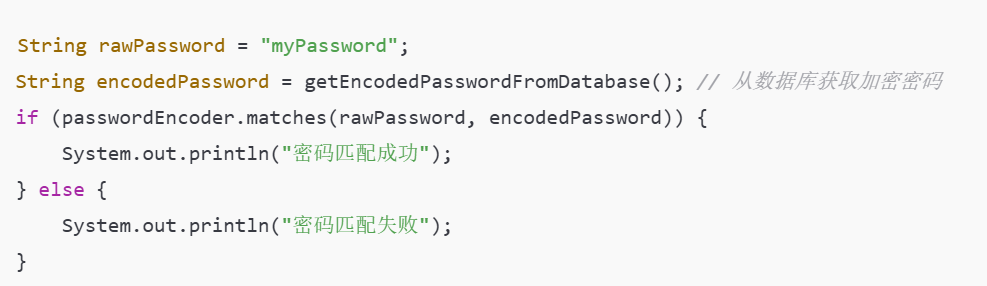 String rawPassword = "myPassword";
String encodedPassword = getEncodedPasswordFromDatabase(); // 从数据库获取加密密码
if (passwordEncoder.matches(rawPassword, encodedPassword)) {
    System.out.println("密码匹配成功");
} else {
    System.out.println("密码匹配失败");
}